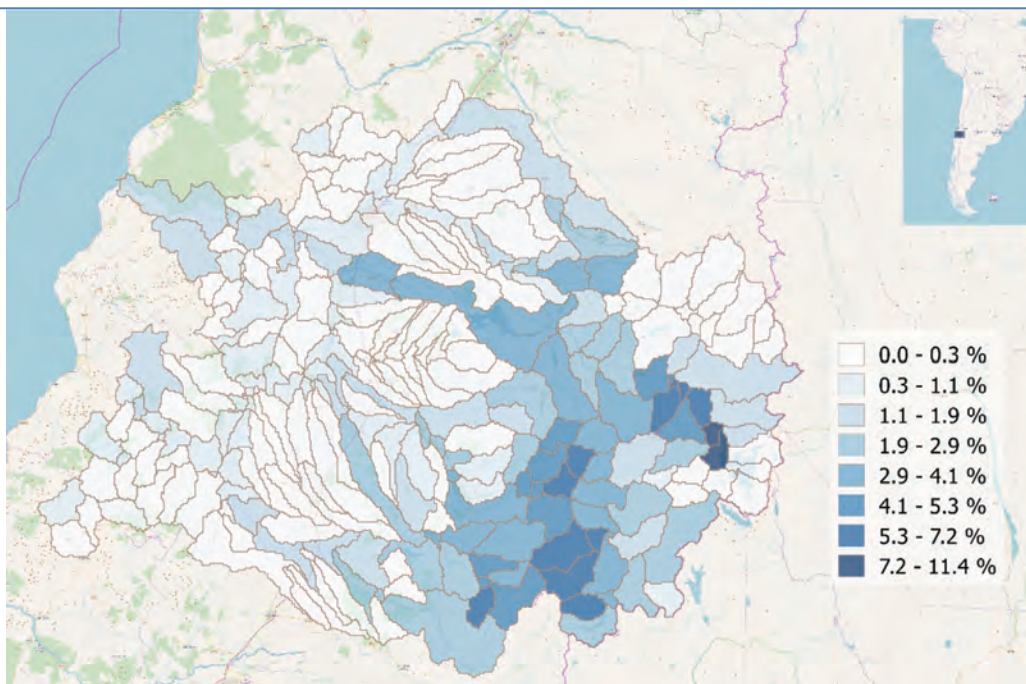 0.0 - 0.3 %
0.3 - 1.1 %
1.1 - 1.9 %
1.9 - 2.9 %
2.9 - 4.1 %
4.1 - 5.3 %
5.3 - 7.2 %
7.2 - 11.4 %